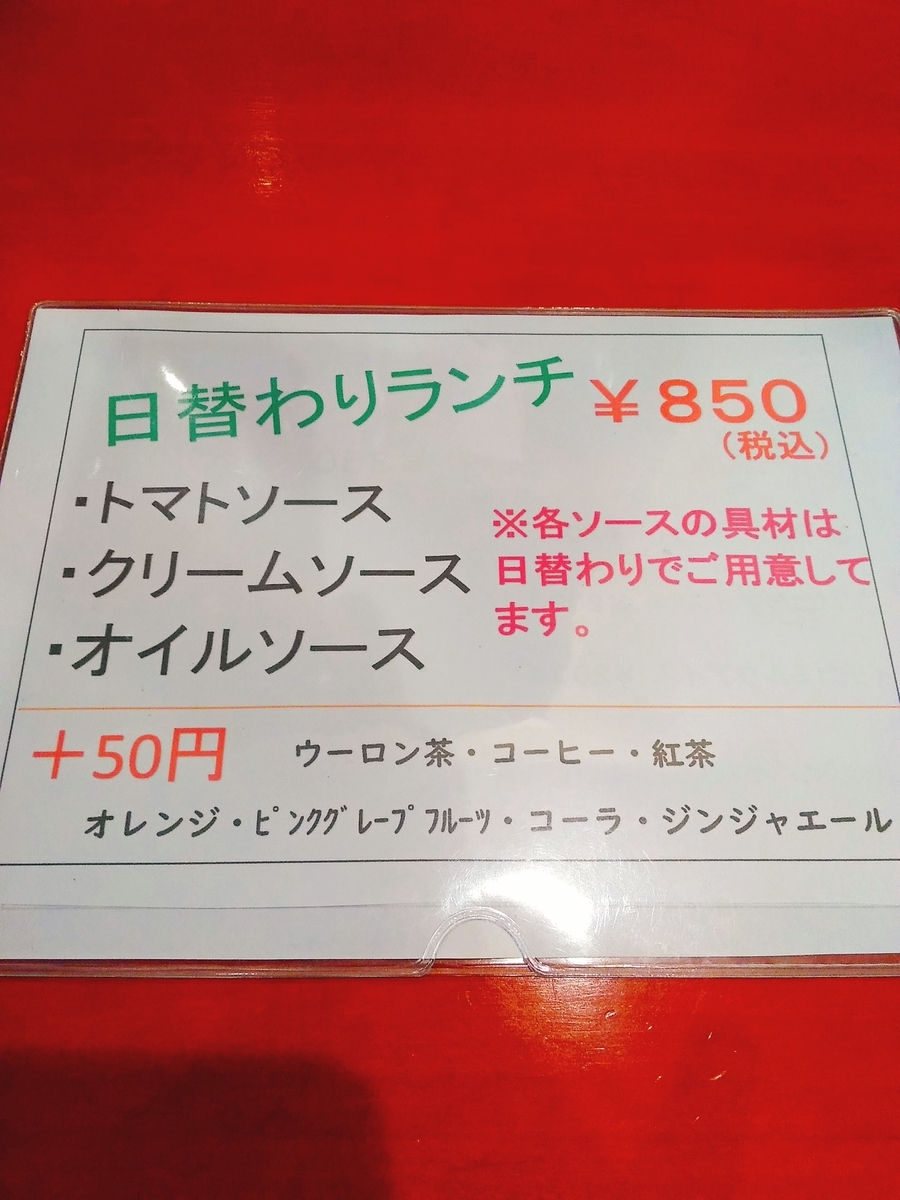 日替わりランチ ￥850
（税込）
・トマトソース
・クリームソース
・オイルソース
※各ソースの具材は
日替わりでご用意して
ます。
＋50円 ウーロン茶・コーヒー・紅茶
オレンジ・ﾋﾟﾝｸｸﾞﾚｰﾌﾟﾌﾙｰﾂ・コーラ・ジンジャエール